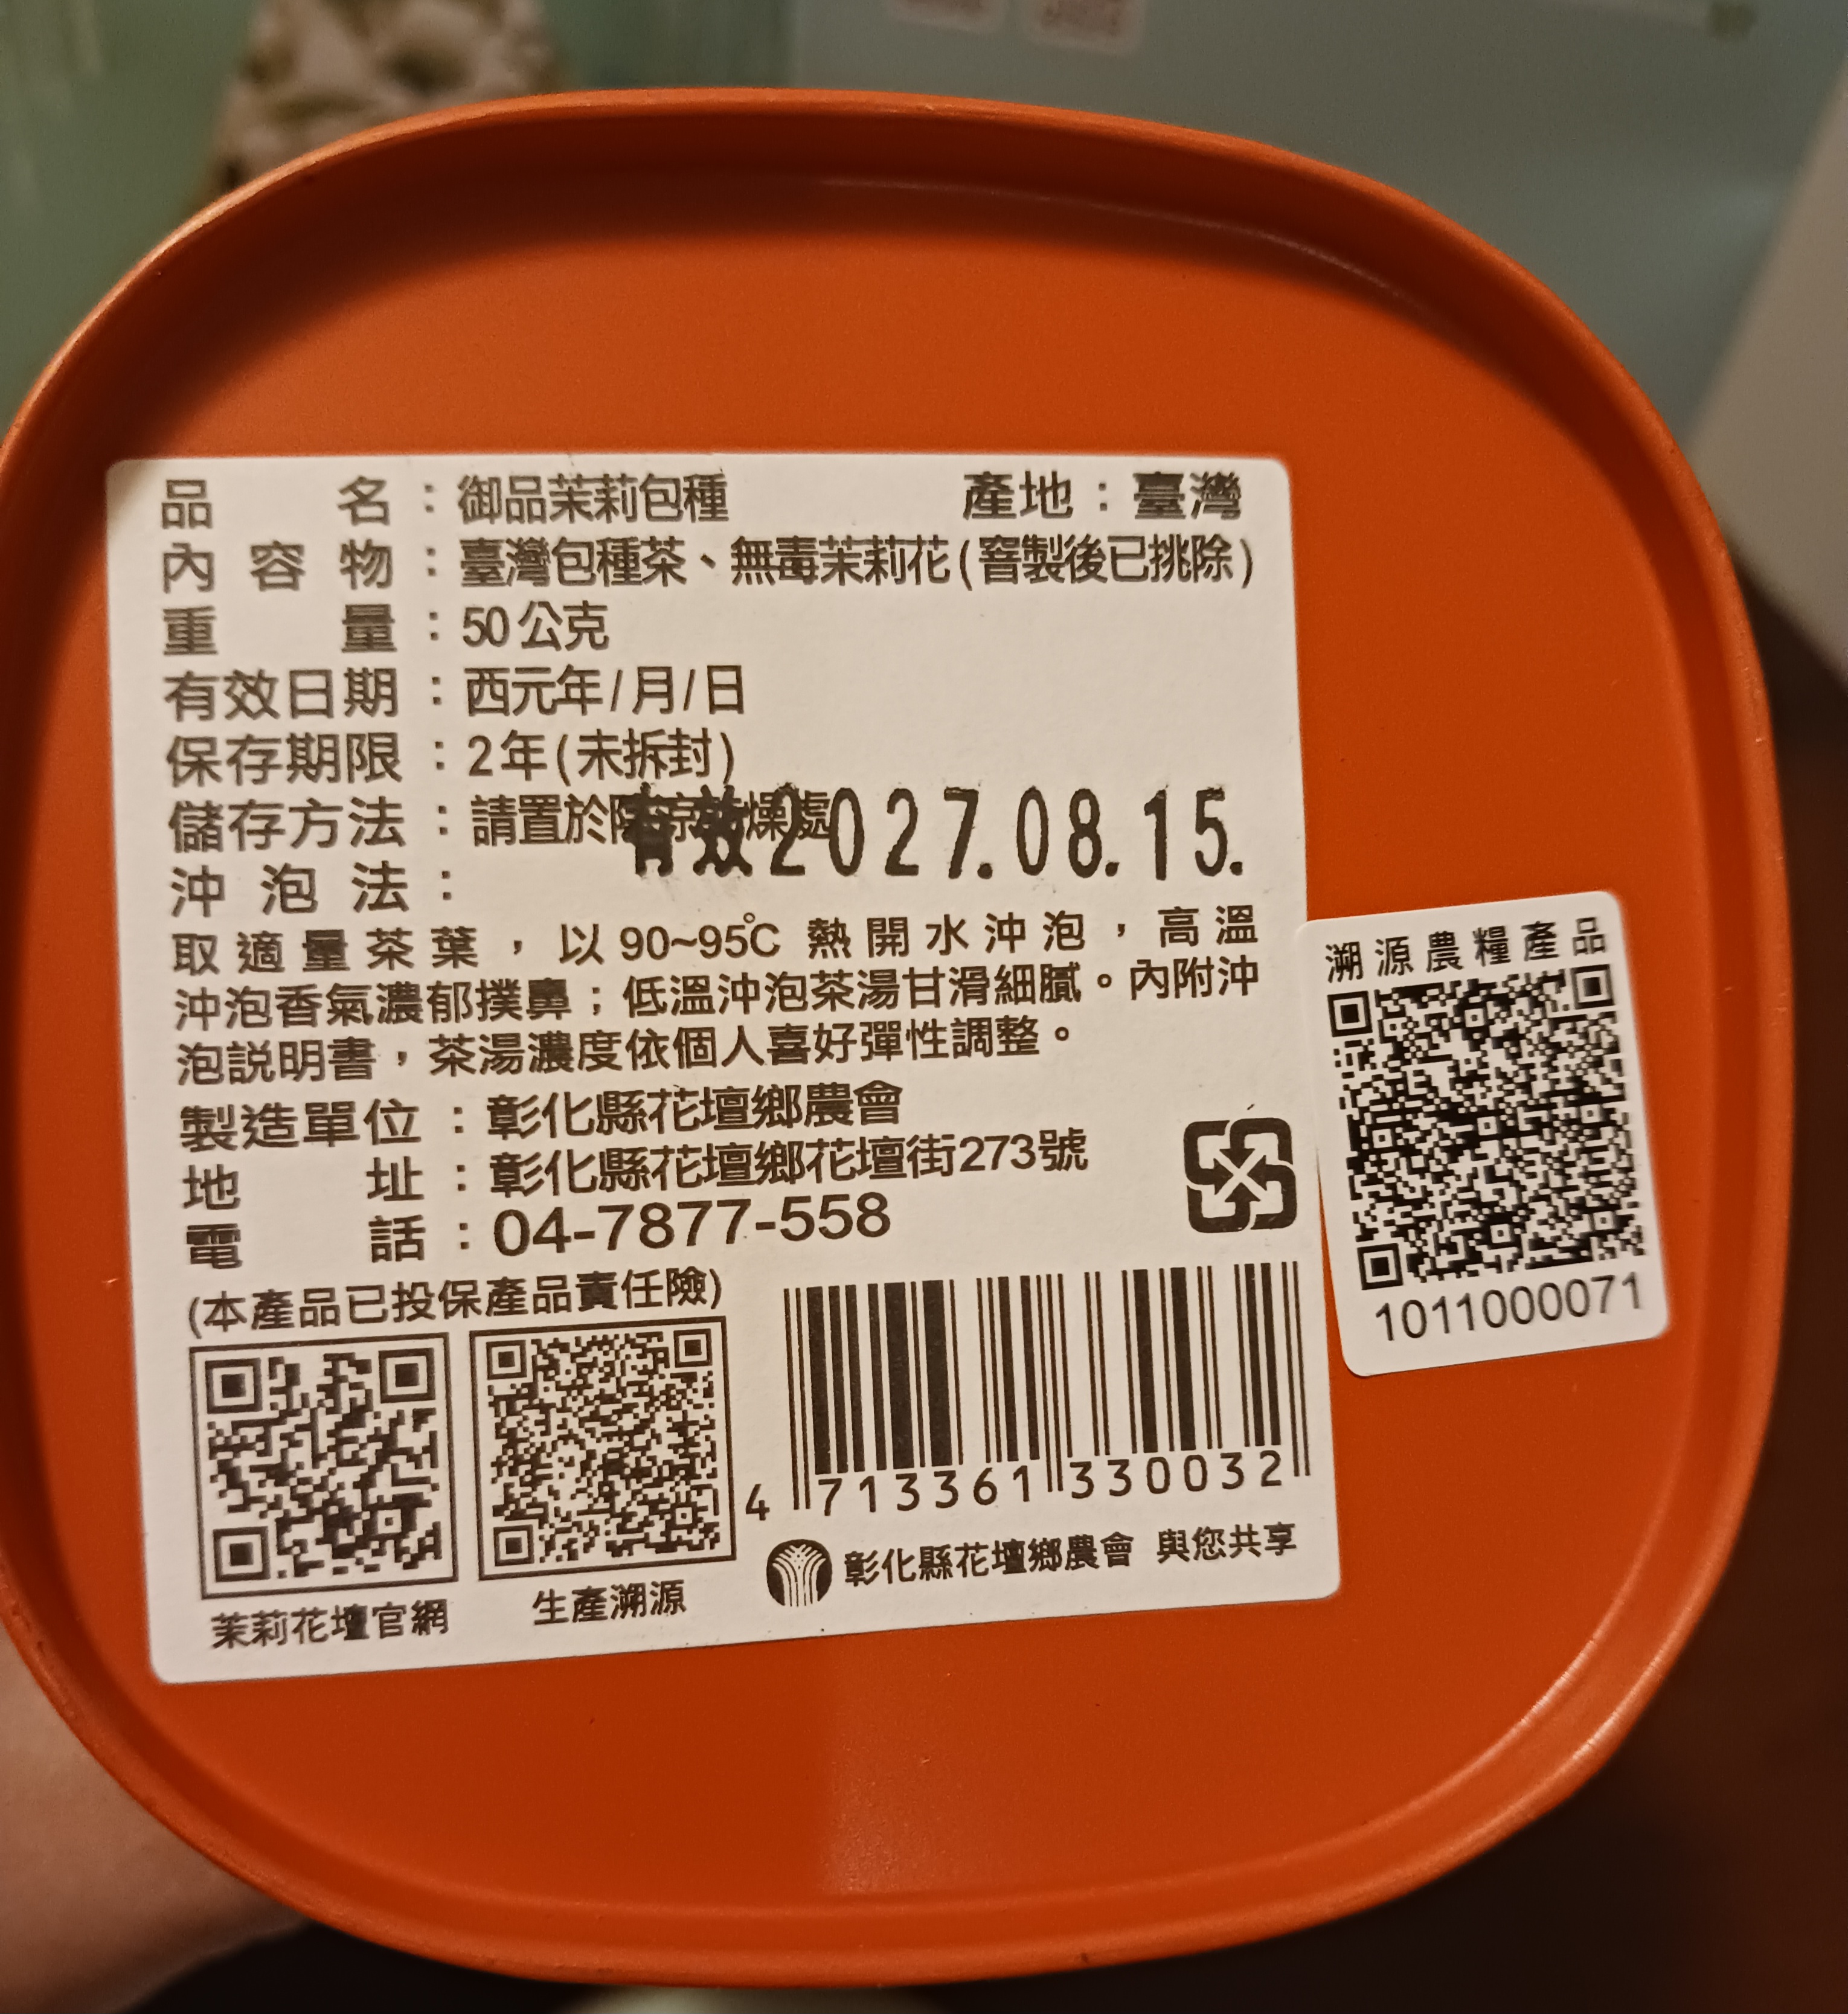 品名：御品茉莉包種 產地：臺灣
內容物：臺灣包種茶、無毒茉莉花(窨製後已挑除)
重量：50公克
有效日期：西元年/月/日
保存期限：2年(未拆封)
儲存方法：請置於陰涼乾燥處
有效2027.08.15.
沖泡法：
取適量茶葉，以90~95℃熱開水沖泡，高溫
沖泡香氣濃郁撲鼻；低溫沖泡茶湯甘滑細膩。內附沖
泡説明書，茶湯濃度依個人喜好彈性調整。
製造單位：彰化縣花壇鄉農會
地址：彰化縣花壇鄉花壇街273號
電話：04-7877-558
(本產品已投保產品責任險)
茉莉花壇官網
生產溯源
4 713361 330032
彰化縣花壇鄉農會 與您共享
溯源農糧產品
1011000071